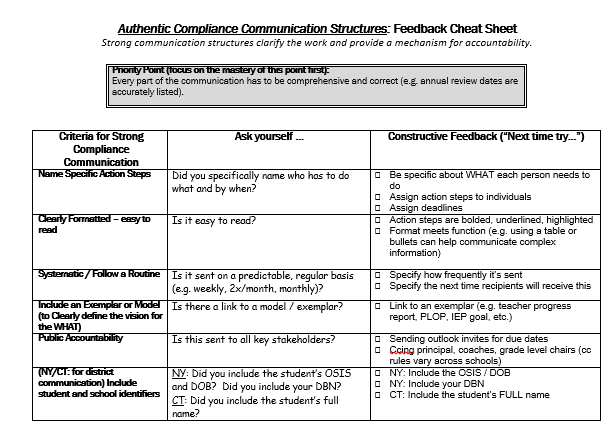 Authentic Compliance Communication Structures: Feedback Cheat Sheet
Strong communication structures clarify the work and provide a mechanism for accountability.
Priority Point (focus on the mastery of this point first):
Every part of the communication has to be comprehensive and correct (e.g. annual review dates are
accurately listed).
Criteria for Strong
Compliance
Communication
Ask yourself ...
Constructive Feedback ("Next time try...")
Name Specific Action Steps
Did you specifically name who has to do
what and by when?
□ Be specific about WHAT each person needs to
do
□ Assign action steps to individuals
□ Assign deadlines
Clearly Formatted – easy to
read
Is it easy to read?
□ Action steps are bolded, underlined, highlighted
□ Format meets function (e.g. using a table or
bullets can help communicate complex
information)
Systematic / Follow a Routine
Is it sent on a predictable, regular basis
(e.g. weekly, 2x/month, monthly)?
□ Specify how frequently it's sent
□ Specify the next time recipients will receive this
Include an Exemplar or Model
(to Clearly define the vision for
the WHAT)
Is there a link to a model / exemplar?
□ Link to an exemplar (e.g. teacher progress
report, PLOP, IEP goal, etc.)
Public Accountability
Is this sent to all key stakeholders?
□ Sending outlook invites for due dates
□ Ccing principal, coaches, grade level chairs (cc
rules vary across schools)
(NY/CT: for district
communication) Include
student and school identifiers
NY: Did you include the student's OSIS
and DOB? Did you include your DBN?
CT: Did you include the student's full
name?
□ NY: Include the OSIS / DOB
□ NY: Include your DBN
□ CT: Include the student's FULL name